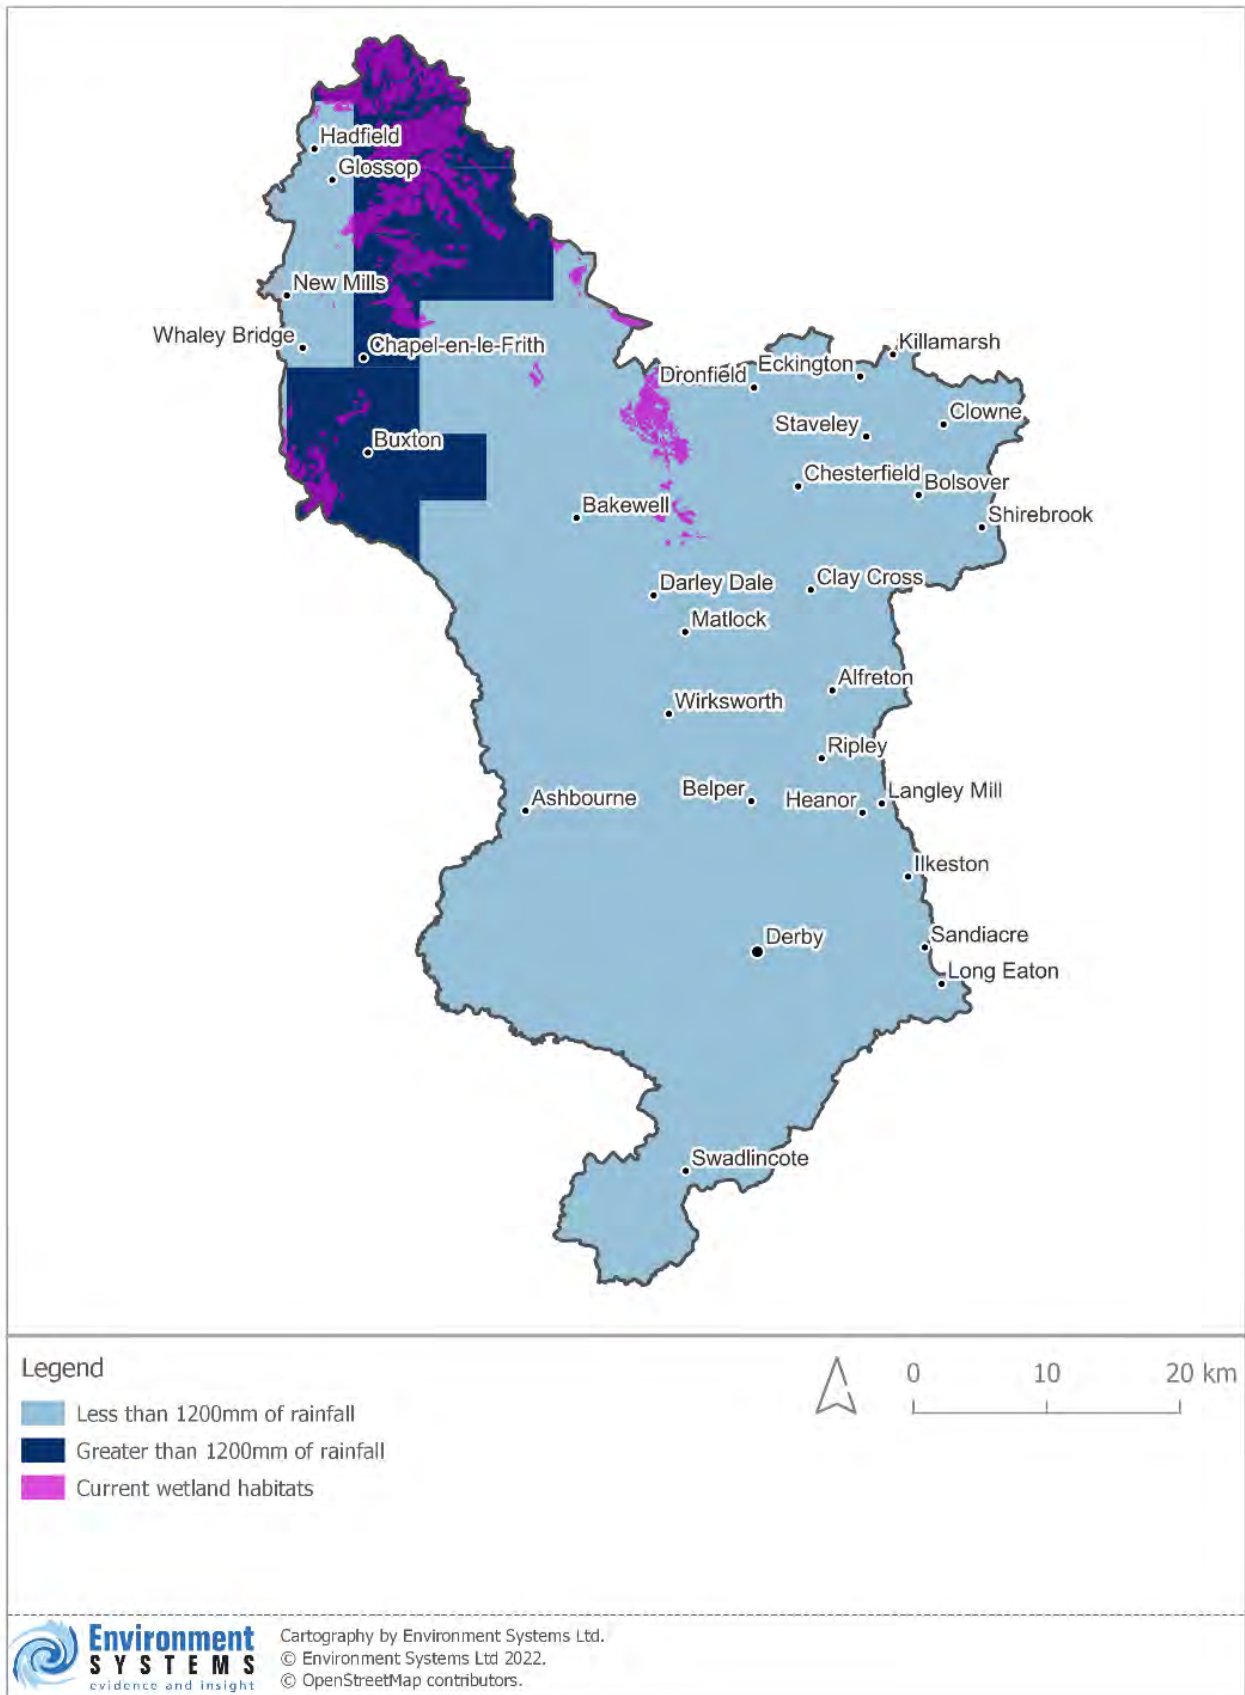 Hadfield
Glossop
New Mills
Whaley Bridge
Chapel-en-le-Frith
Killamarsh
Eckington
Dronfield
Clowne
Staveley
Buxton
Chesterfield
Bolsover
Bakewell
Shirebrook
Darley Dale
Clay Cross
Matlock
Alfreton
Wirksworth
Ripley
Ashbourne
Belper
Heanor
Langley Mill
Ilkeston
Derby
Sandiacre
Long Eaton
Swadlincote
Legend
Less than 1200mm of rainfall
Greater than 1200mm of rainfall
Current wetland habitats
0 10 20 km
Environment
SYSTEMS
evidence and insight
Cartography by Environment Systems Ltd.
© Environment Systems Ltd 2022.
© OpenStreetMap contributors.